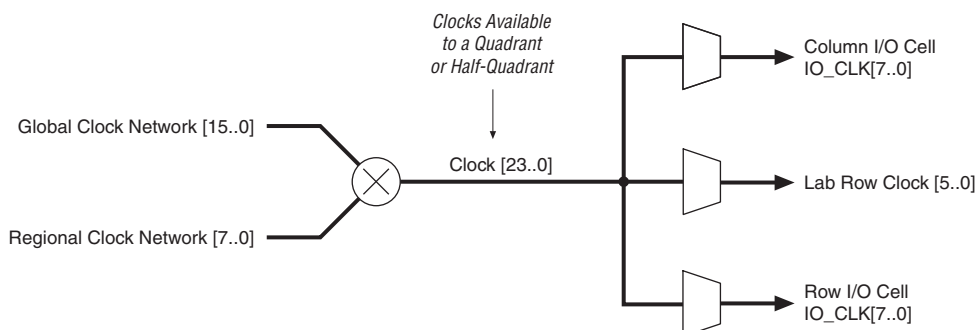 Clocks Available
to a Quadrant
or Half-Quadrant
Column I/O Cell
IO_CLK[7..0]
Global Clock Network [15..0]
Clock [23..0]
Lab Row Clock [5..0]
Regional Clock Network [7..0]
Row I/O Cell
IO_CLK[7..0]